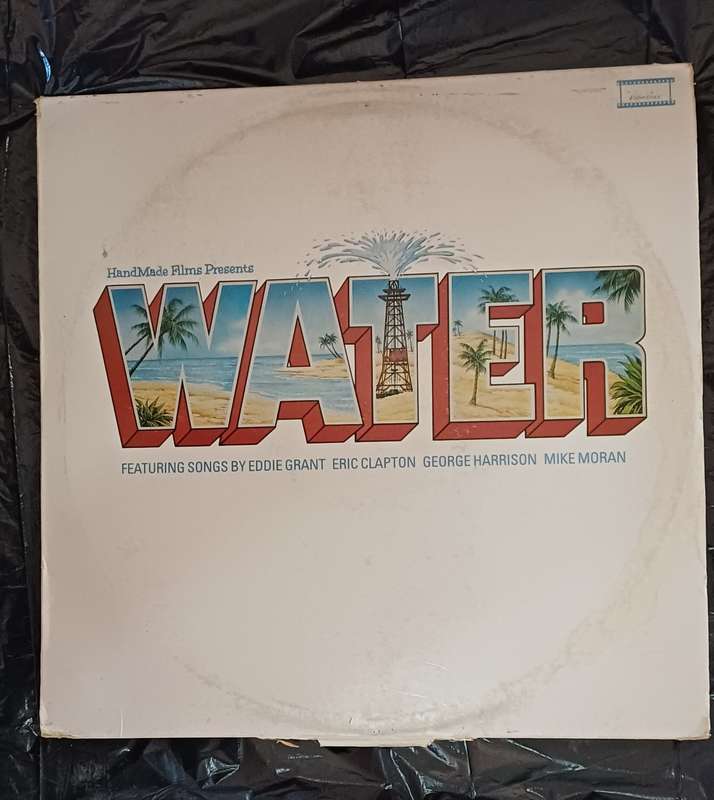 HandMade Films Presents
WATER
FEATURING SONGS BY EDDIE GRANT ERIC CLAPTON GEORGE HARRISON MIKE MORAN